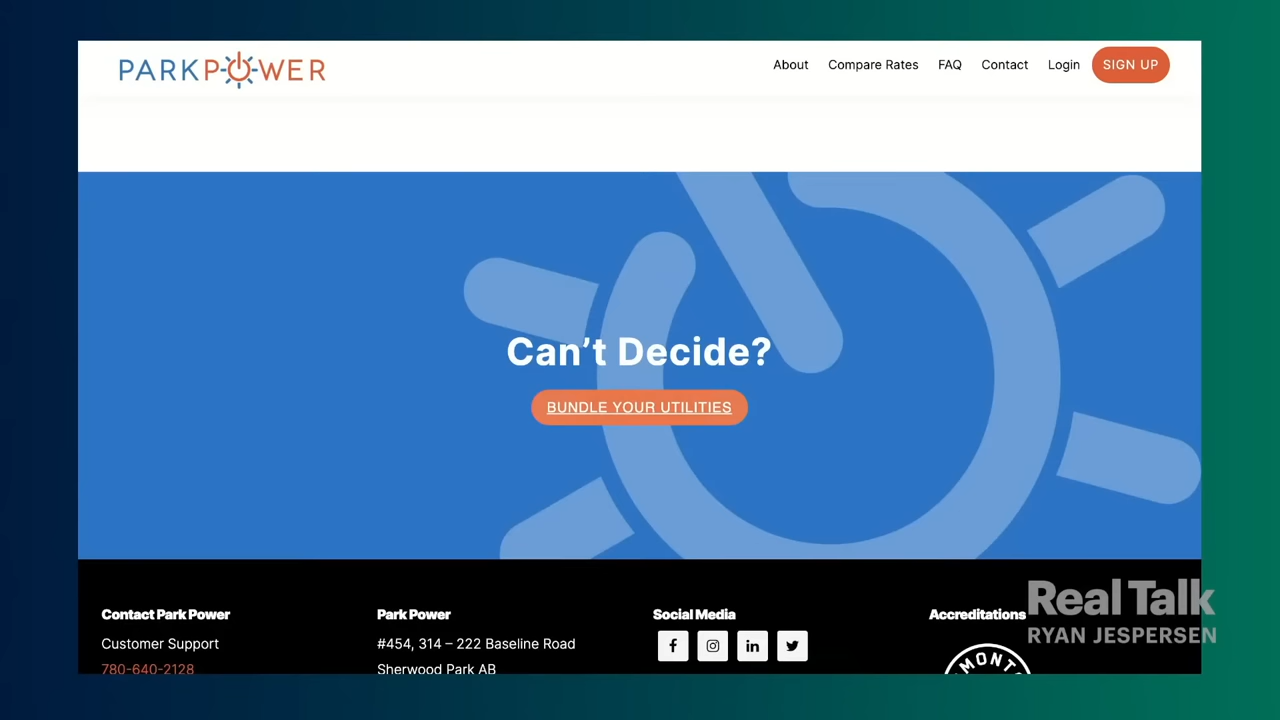 PARKPOWER
About Compare Rates FAQ Contact Login SIGN UP
Can't Decide?
BUNDLE YOUR UTILITIES
Contact Park Power
Customer Support
780-640-2128
Park Power
#454, 314 – 222 Baseline Road
Sherwood Park AB
Social Media
Accreditations
Real Talk
RYAN JESPERSEN